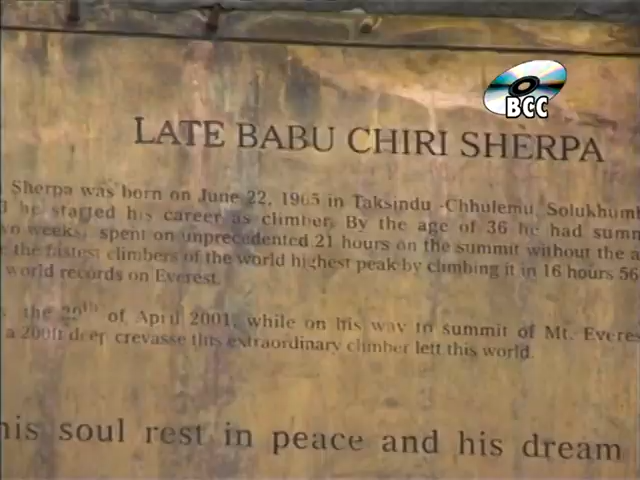 BCC
LATE BABU CHIRI SHERPA
Sherpa was born on June 22, 1965 in Taksindu -Chhulemu, Solukhumb
he started his career as climber. By the age of 36 he had summ
weeks, spent on unprecedented 21 hours on the summit without the a
the fastest climbers of the world highest peak by climbing it in 16 hours 56
world records on Everest.
the 29th of April 2001, while on his way to summit of Mt. Everes
a 200ft deep crevasse this extraordinary climber left this world.
his soul rest in peace and his dream